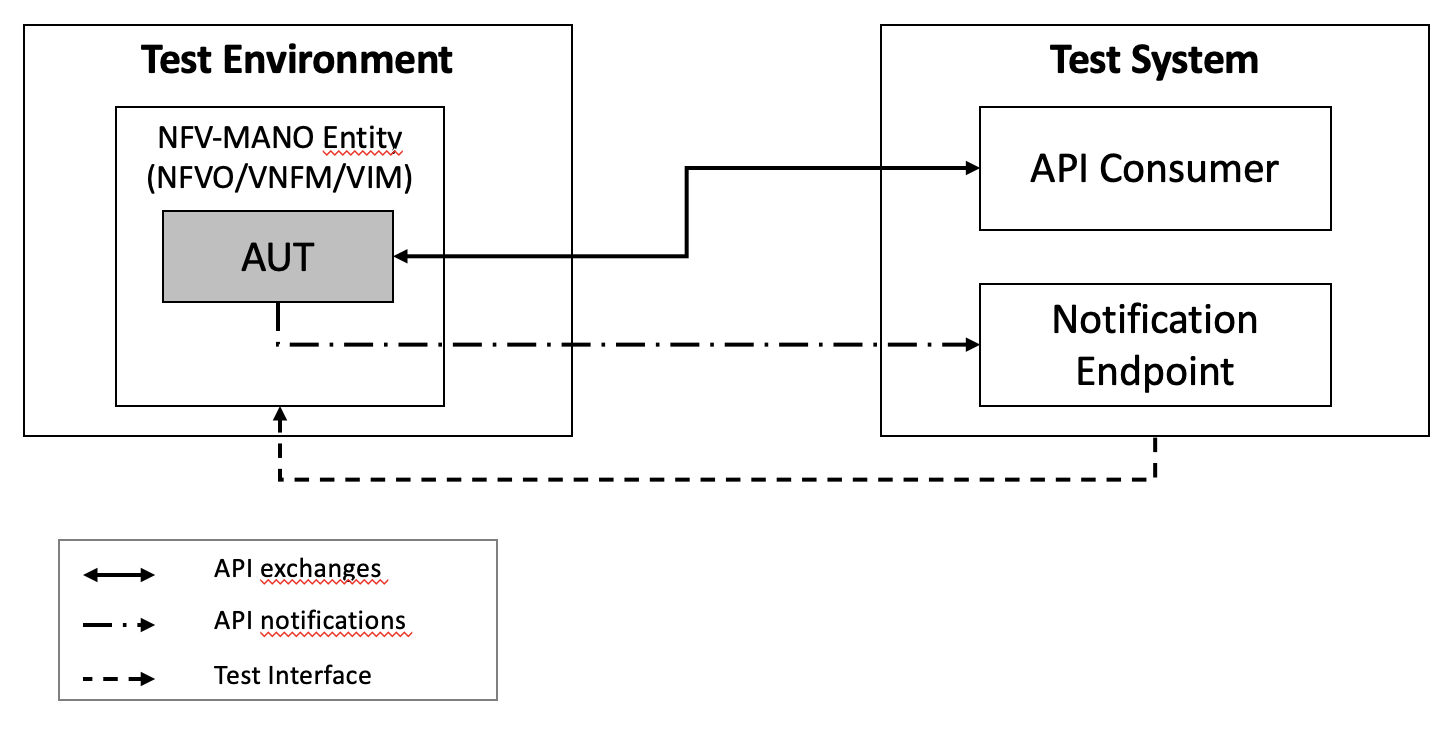 Test Environment
NFV-MANO Entity
(NFVO/VNFM/VIM)
AUT
Test System
API Consumer
Notification
Endpoint
API exchanges
API notifications
Test Interface